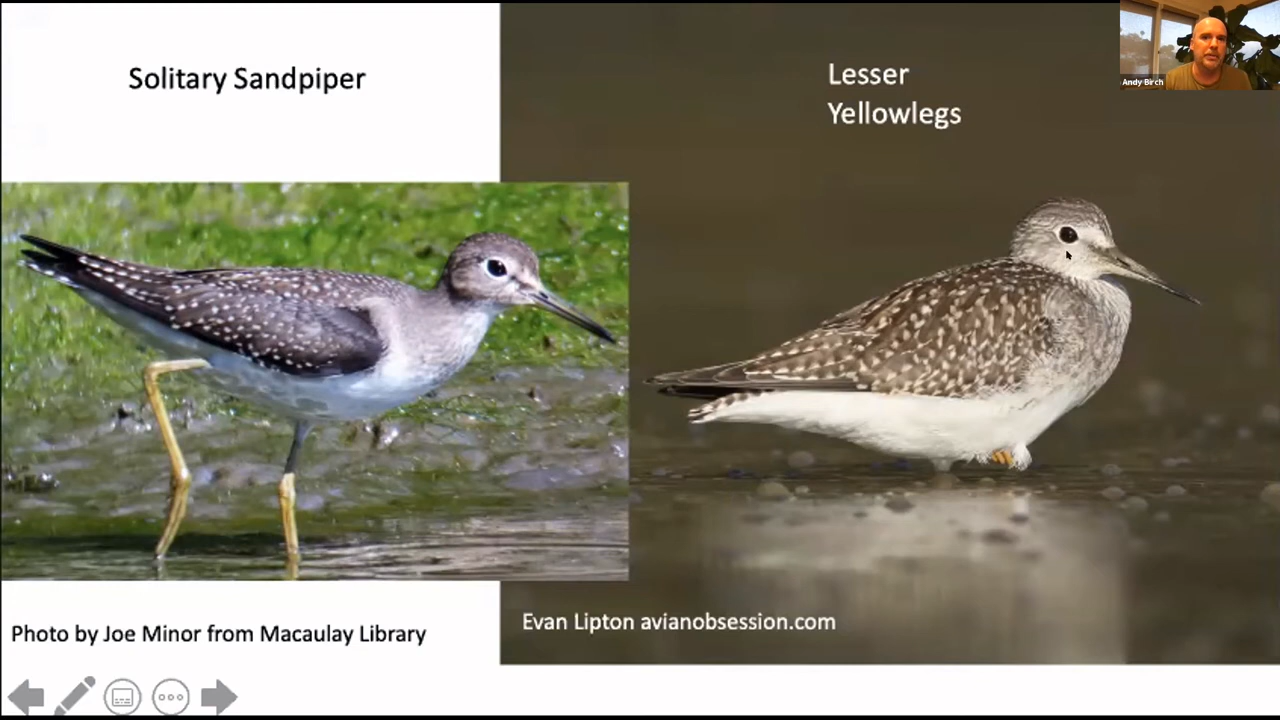 Solitary Sandpiper
Lesser
Yellowlegs
Andy Birch
Photo by Joe Minor from Macaulay Library
Evan Lipton avianobsession.com